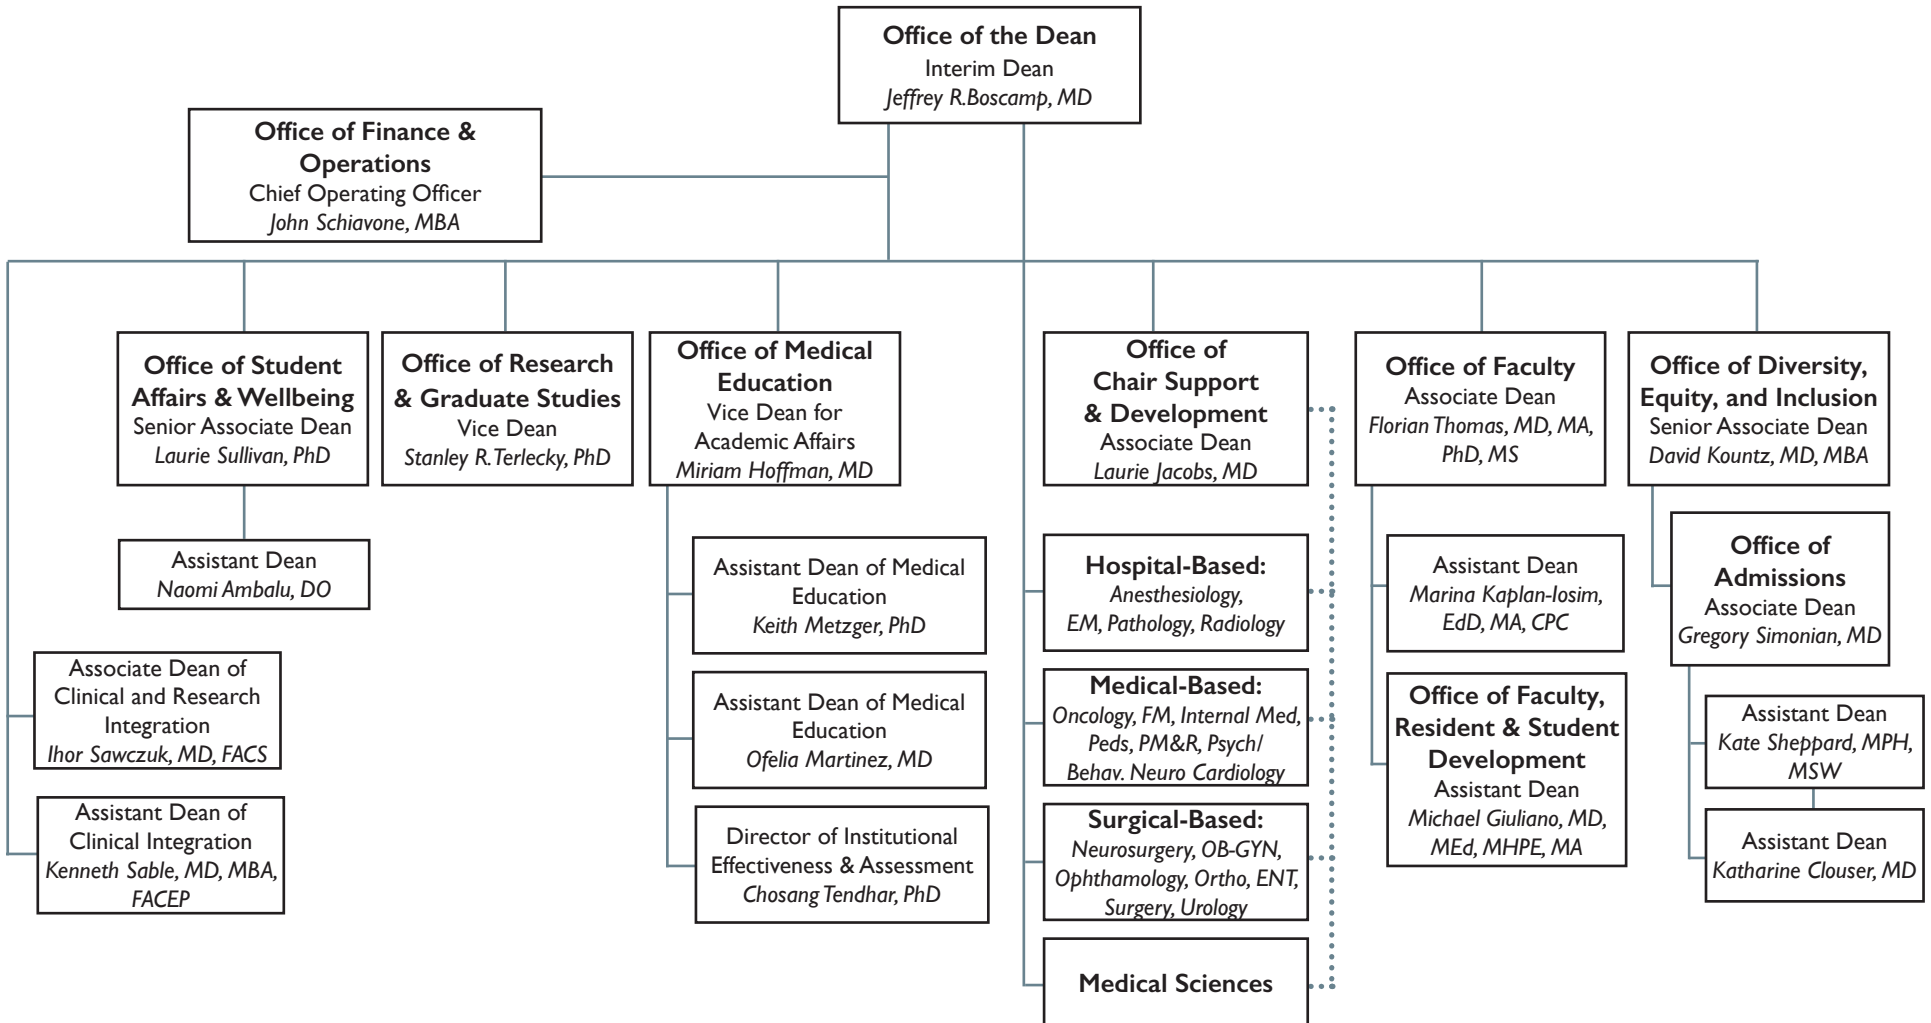 Office of the Dean
Interim Dean
Jeffrey R.Boscamp, MD
Office of Finance &
Operations
Chief Operating Officer
John Schiavone, MBA
Office of Student
Affairs & Wellbeing
Senior Associate Dean
Laurie Sullivan, PhD
Assistant Dean
Naomi Ambalu, DO
Associate Dean of
Clinical and Research
Integration
Ihor Sawczuk, MD, FACS
Assistant Dean of
Clinical Integration
Kenneth Sable, MD, MBA,
FACEP
Office of Research
& Graduate Studies
Vice Dean
Stanley R. Terlecky, PhD
Office of Medical
Education
Vice Dean for
Academic Affairs
Miriam Hoffman, MD
Assistant Dean of Medical
Education
Keith Metzger, PhD
Assistant Dean of Medical
Education
Ofelia Martinez, MD
Director of Institutional
Effectiveness & Assessment
Chosang Tendhar, PhD
Office of
Chair Support
& Development
Associate Dean
Laurie Jacobs, MD
Hospital-Based:
Anesthesiology,
EM, Pathology, Radiology
Medical-Based:
Oncology, FM, Internal Med,
Peds, PM&R, Psych/
Behav. Neuro Cardiology
Surgical-Based:
Neurosurgery, OB-GYN,
Ophthamology, Ortho, ENT,
Surgery, Urology
Medical Sciences
Office of Faculty
Associate Dean
Florian Thomas, MD, MA,
PhD, MS
Assistant Dean
Marina Kaplan-Iosim,
EdD, MA, CPC
Office of Faculty,
Resident & Student
Development
Assistant Dean
Michael Giuliano, MD,
MEd, MHPE, MA
Office of Diversity,
Equity, and Inclusion
Senior Associate Dean
David Kountz, MD, MBA
Office of
Admissions
Associate Dean
Gregory Simonian, MD
Assistant Dean
Kate Sheppard, MPH,
MSW
Assistant Dean
Katharine Clouser, MD